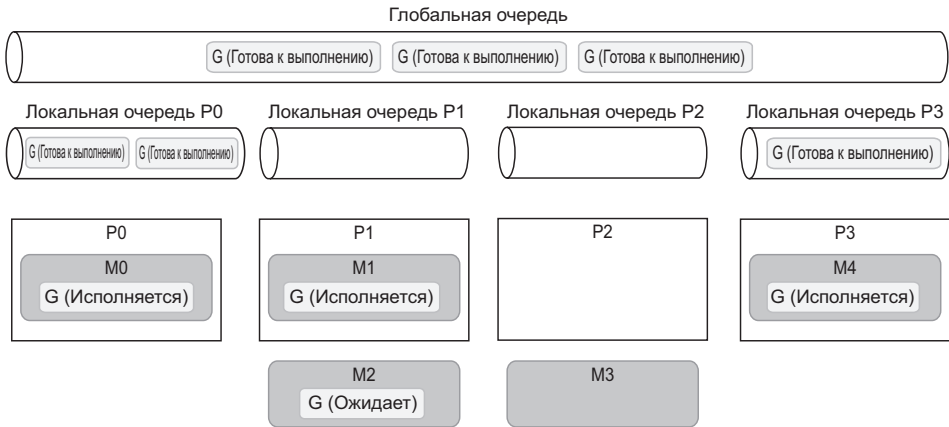 Глобальная очередь
G (Готова к выполнению) G (Готова к выполнению) G (Готова к выполнению)
Локальная очередь P0 Локальная очередь P1 Локальная очередь P2 Локальная очередь P3
G (Готова к выполнению) G (Готова к выполнению) G (Готова к выполнению)
P0 P1 P2 P3
M0 M1 M4
G (Исполняется) G (Исполняется) G (Исполняется)
M2 M3
G (Ожидает)